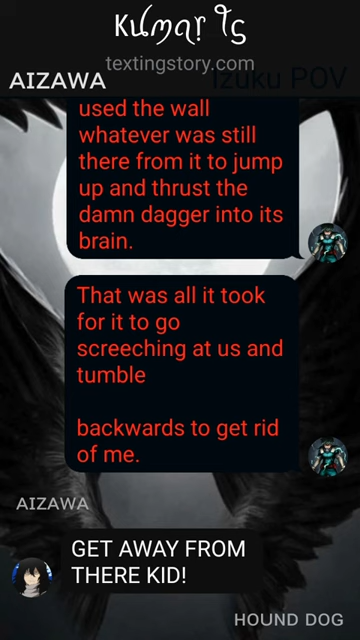 Kumar TS
textingstory.com
AIZAWA
Izuku POV
used the wall
whatever was still
there from it to jump
up and thrust the
damn dagger into its
brain.
That was all it took
for it to go
screeching at us and
tumble
backwards to get rid
of me.
AIZAWA
GET AWAY FROM
THERE KID!
HOUND DOG